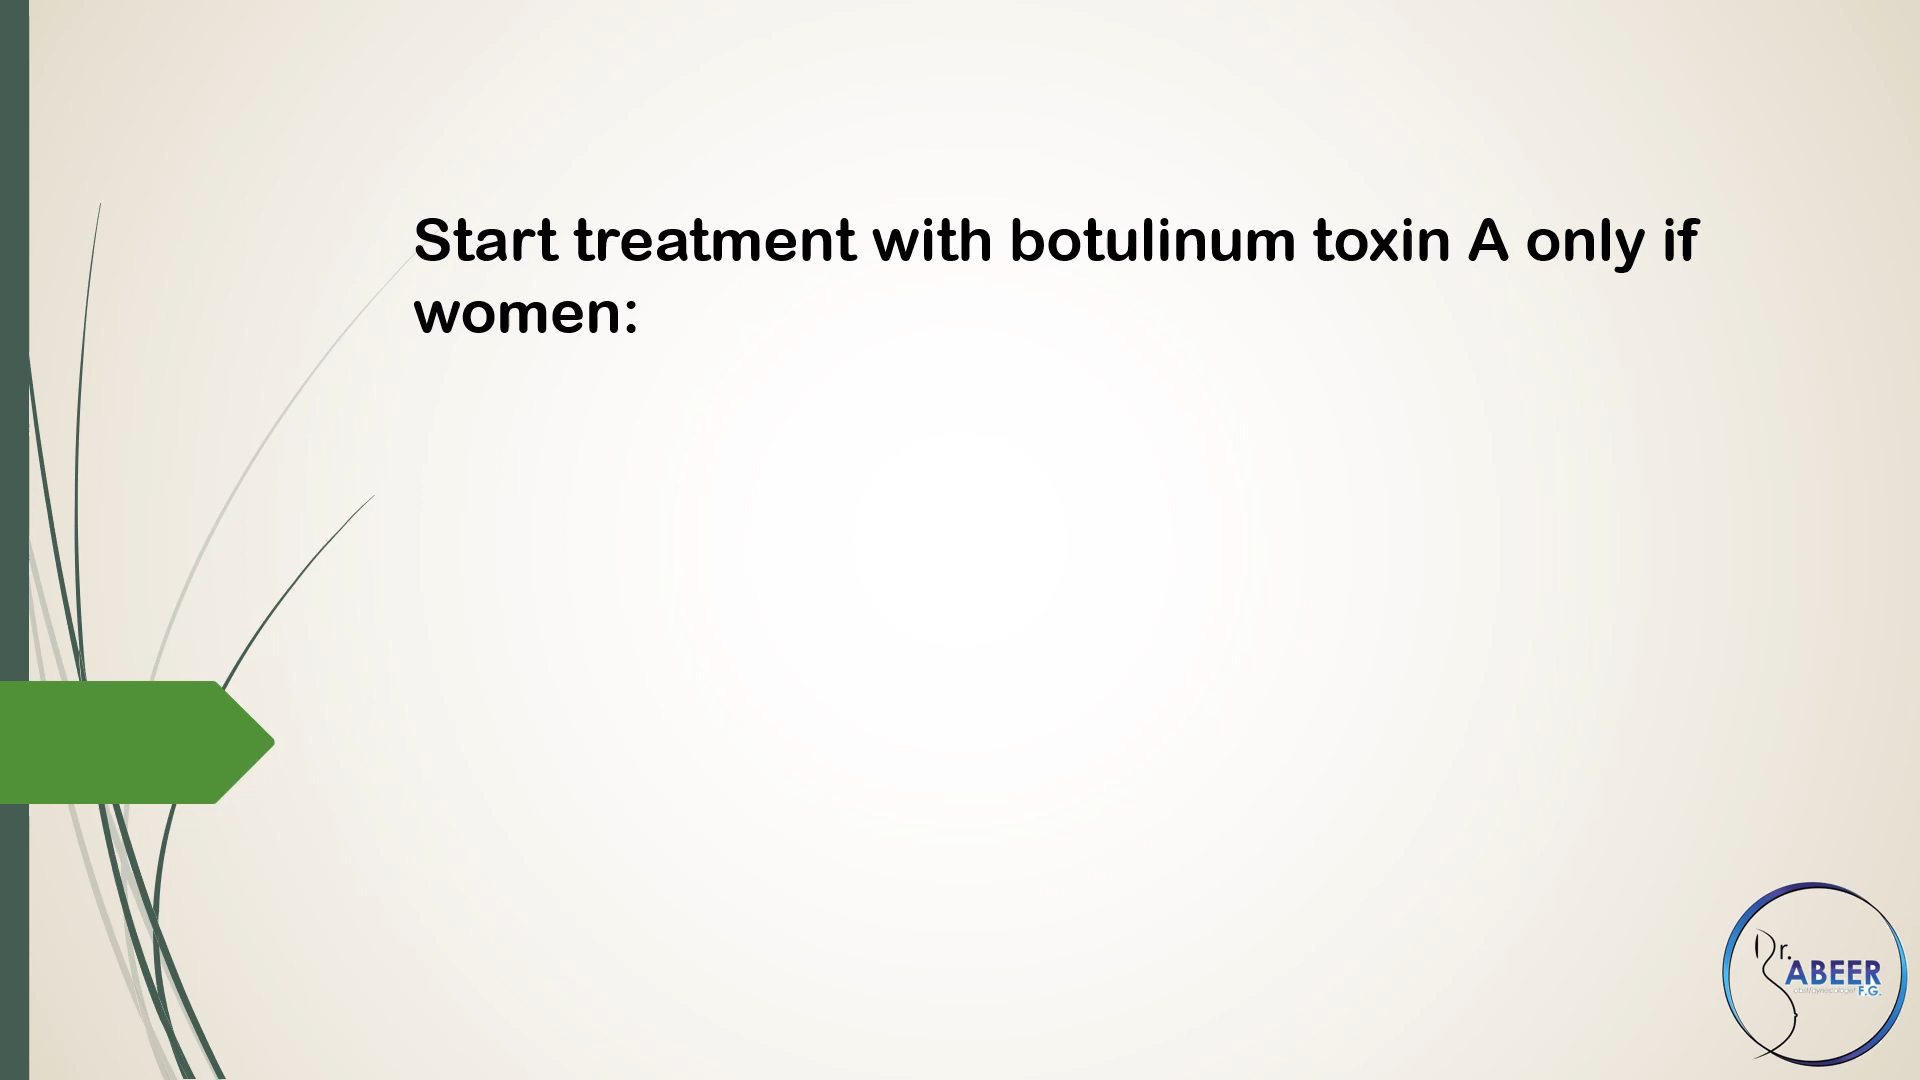 Start treatment with botulinum toxin A only if
women:
Dr.
ABEER
F.G.